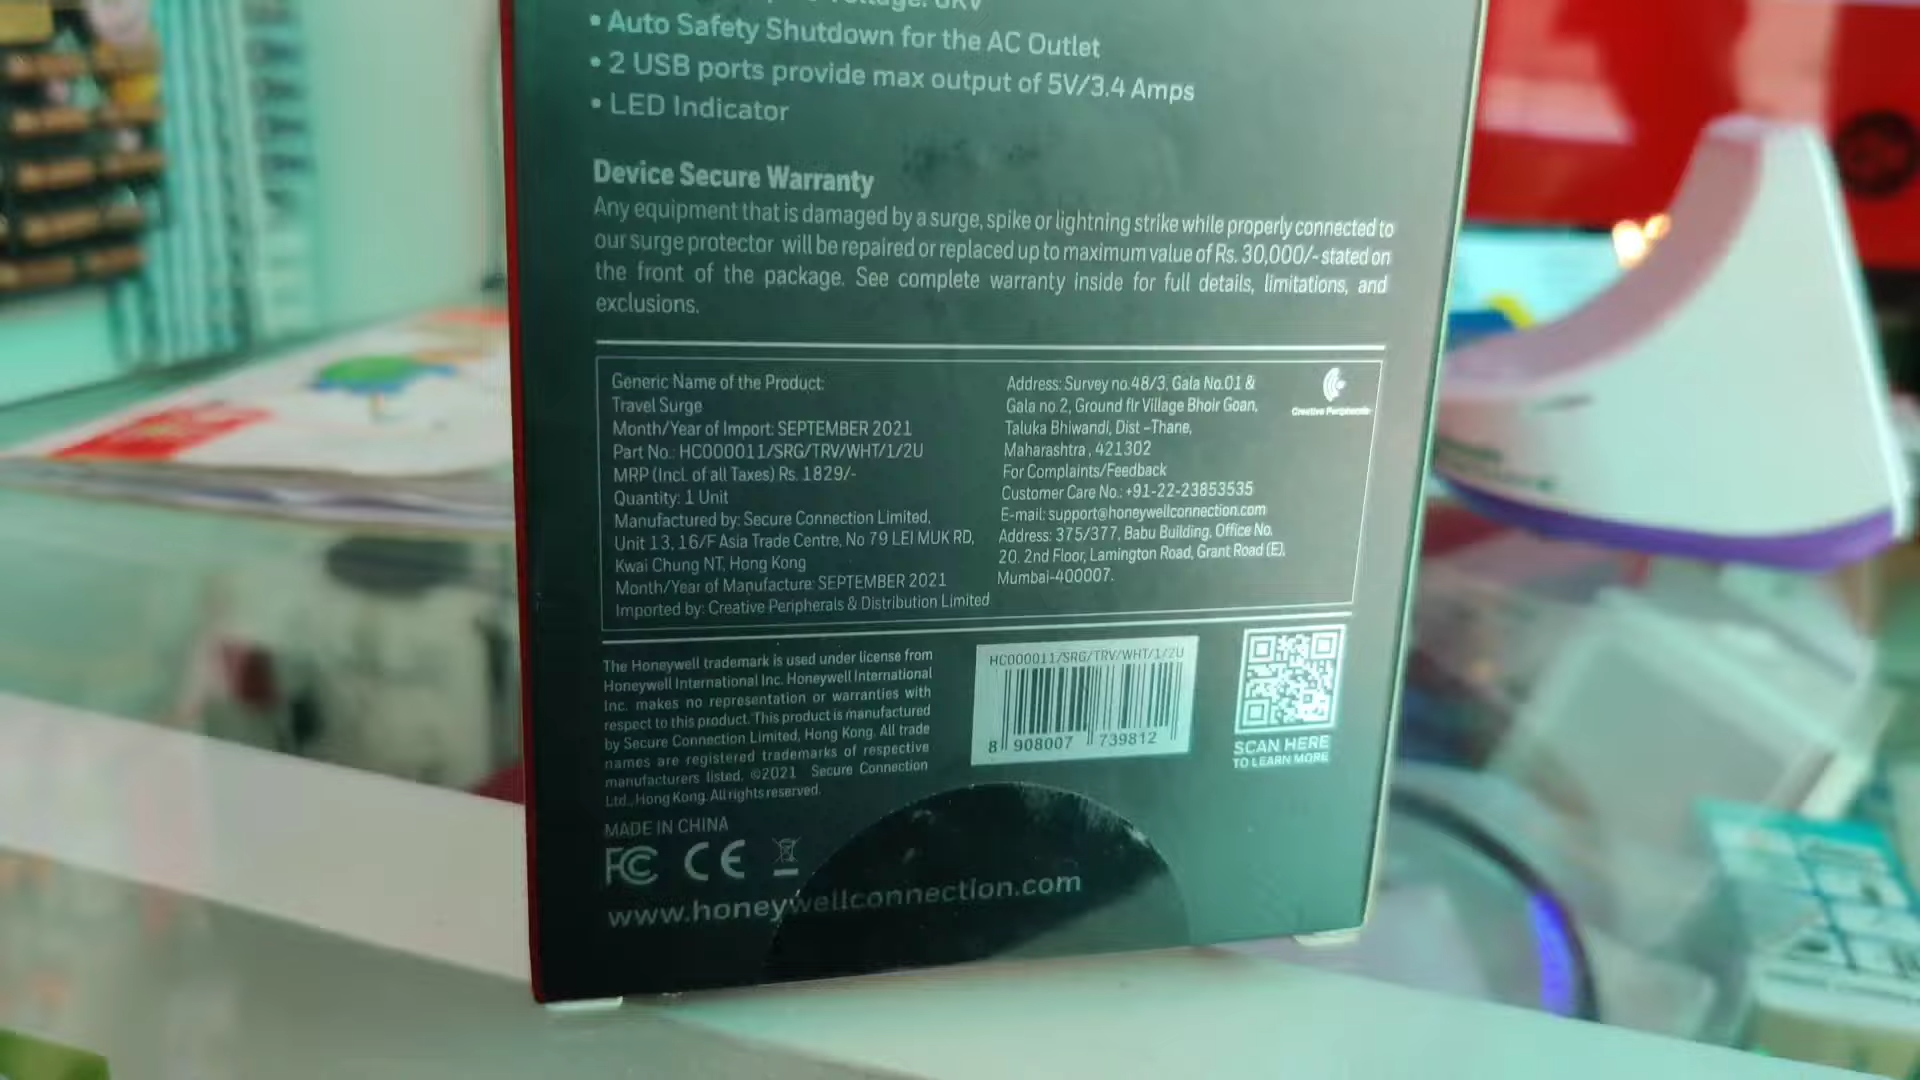 • Auto Safety Shutdown for the AC Outlet
• 2 USB ports provide max output of 5V/3.4 Amps
• LED Indicator
Device Secure Warranty
Any equipment that is damaged by a surge, spike or lightning strike while properly connected to
our surge protector will be repaired or replaced up to maximum value of Rs. 30,000/- stated on
the front of the package. See complete warranty inside for full details, limitations, and
exclusions.
Generic Name of the Product:
Travel Surge
Month/Year of Import: SEPTEMBER 2021
Part No.: HC000011/SRG/TRV/WHT/1/2U
MRP (Incl. of all Taxes) Rs. 1829/-
Quantity: 1 Unit
Manufactured by: Secure Connection Limited,
Unit 13, 16/F Asia Trade Centre, No 79 LEI MUK RD,
Kwai Chung NT, Hong Kong
Month/Year of Manufacture: SEPTEMBER 2021
Imported by: Creative Peripherals & Distribution Limited
Address: Survey no.48/3, Gala No.01 &
Gala no.2, Ground flr Village Bhoir Goan,
Taluka Bhiwandi, Dist -Thane,
Maharashtra, 421302
For Complaints/Feedback
Customer Care No.: +91-22-23853535
E-mail: support@honeywellconnection.com
Address: 375/377, Babu Building, Office No.
20. 2nd Floor, Lamington Road, Grant Road (E),
Mumbai-400007.
Creative Peripherals
The Honeywell trademark is used under license from
Honeywell International Inc. Honeywell International
Inc. makes no representation or warranties with
respect to this product. This product is manufactured
by Secure Connection Limited, Hong Kong. All trade
names are registered trademarks of respective
manufacturers listed. ©2021 Secure Connection
Ltd., Hong Kong. All rights reserved.
HC000011/SRG/TRV/WHT/1/2U
8 908007 739812
SCAN HERE
TO LEARN MORE
MADE IN CHINA
FC CE
www.honeywellconnection.com